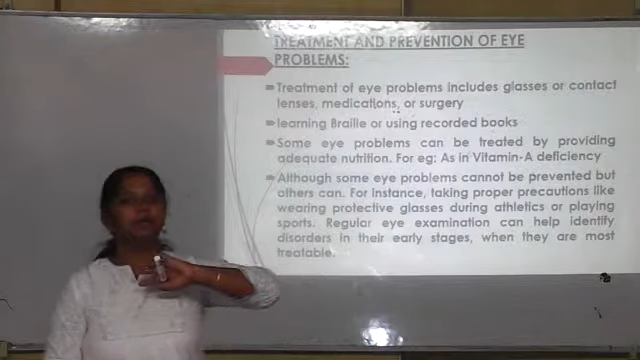 TREATMENT AND PREVENTION OF EYE
PROBLEMS:
Treatment of eye problems includes glasses or contact
lenses, medications, or surgery
learning Braille or using recorded books
Some eye problems can be treated by providing
adequate nutrition. For eg: As in Vitamin-A deficiency
Although some eye problems cannot be prevented but
others can. For instance, taking proper precautions like
wearing protective glasses during athletics or playing
sports. Regular eye examination can help identify
disorders in their early stages, when they are most
treatable.